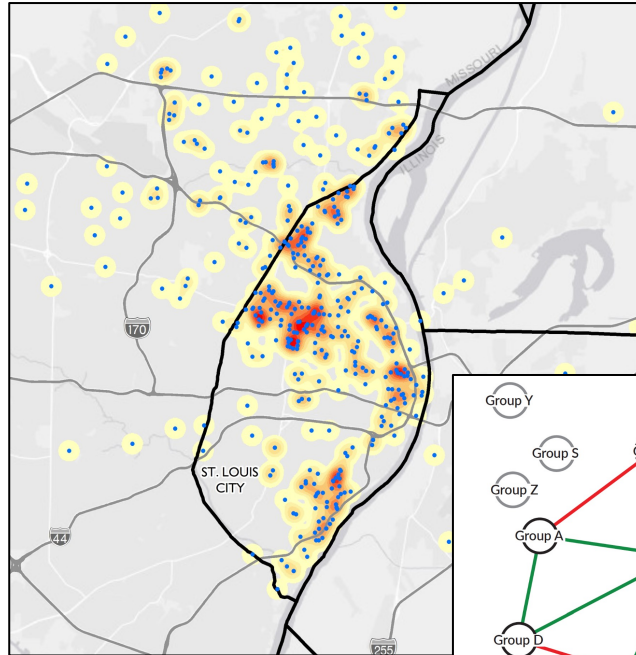 MISSOURI
ILLINOIS
170
ST. LOUIS
CITY
44
255
Group Y
Group S
Group Z
Group A
Group D